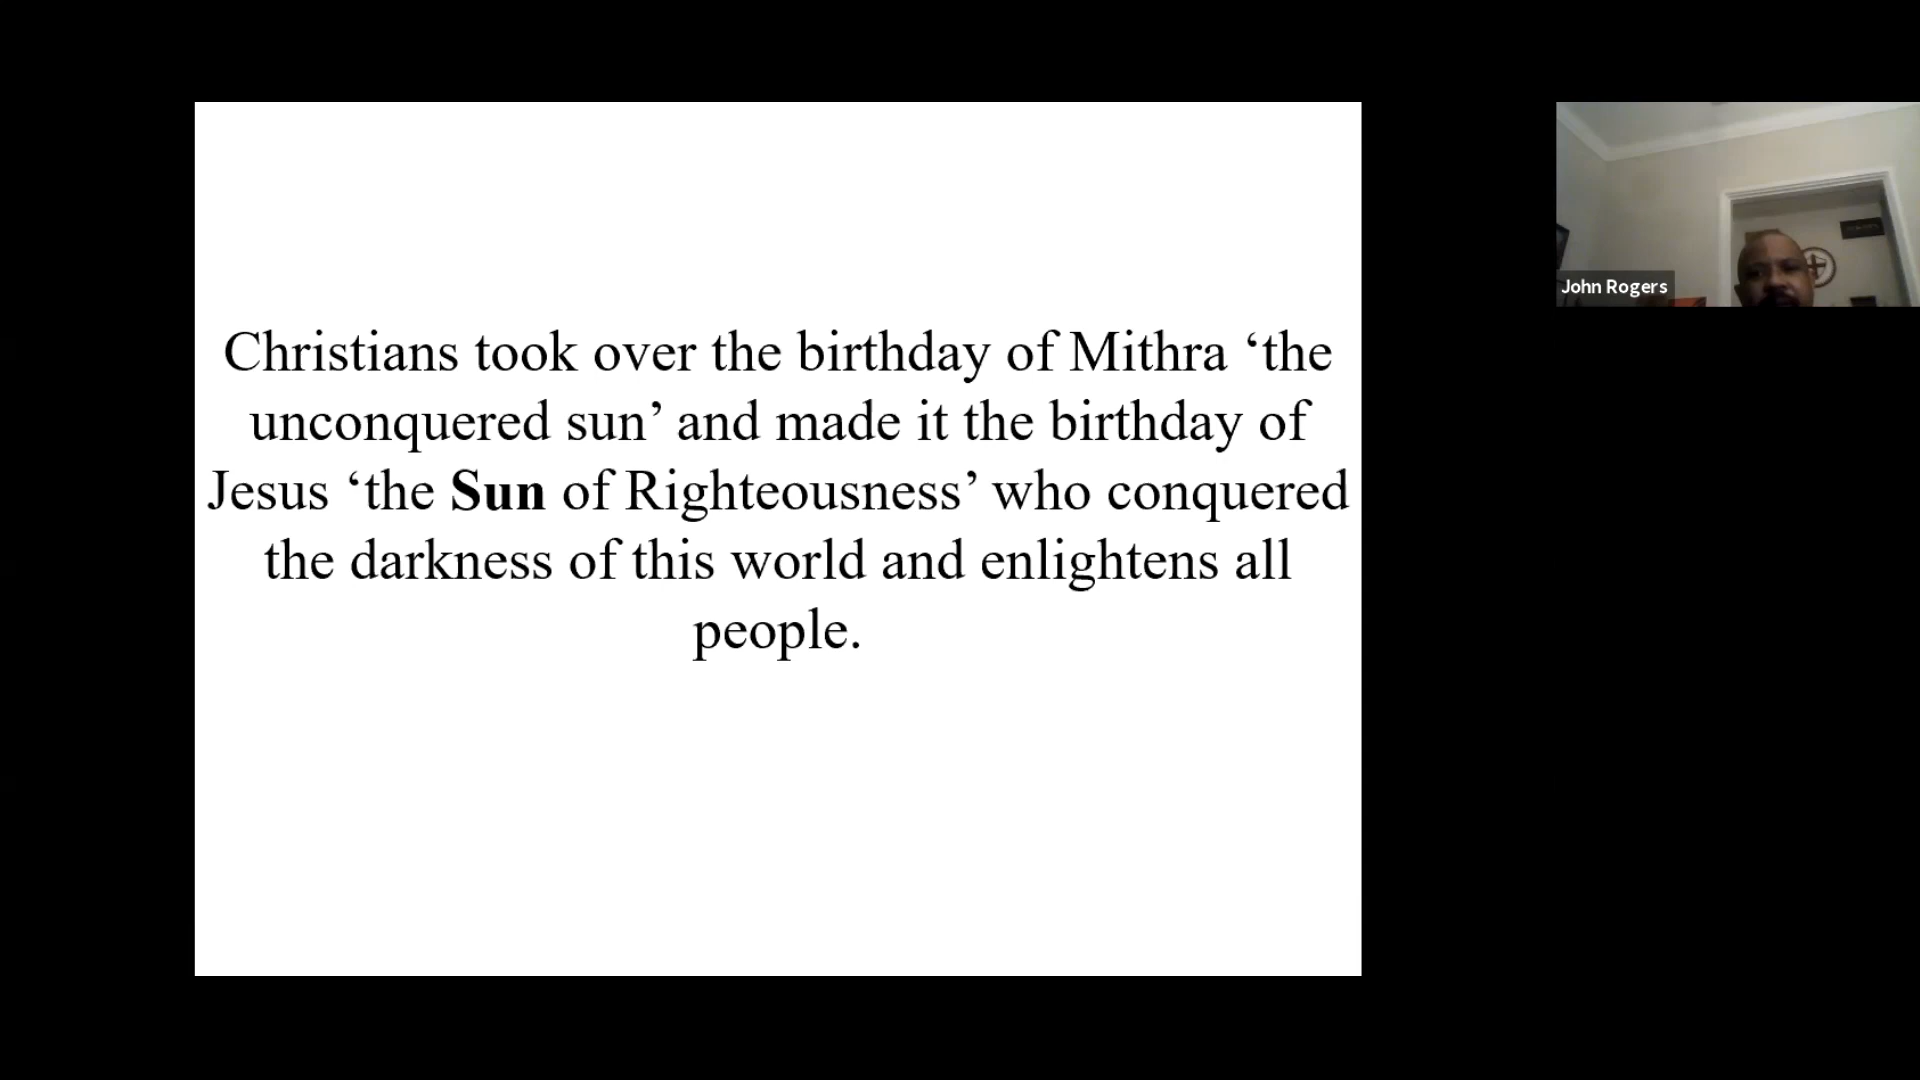 Christians took over the birthday of Mithra ‘the
unconquered sun’ and made it the birthday of
Jesus ‘the Sun of Righteousness’ who conquered
the darkness of this world and enlightens all
people.
John Rogers